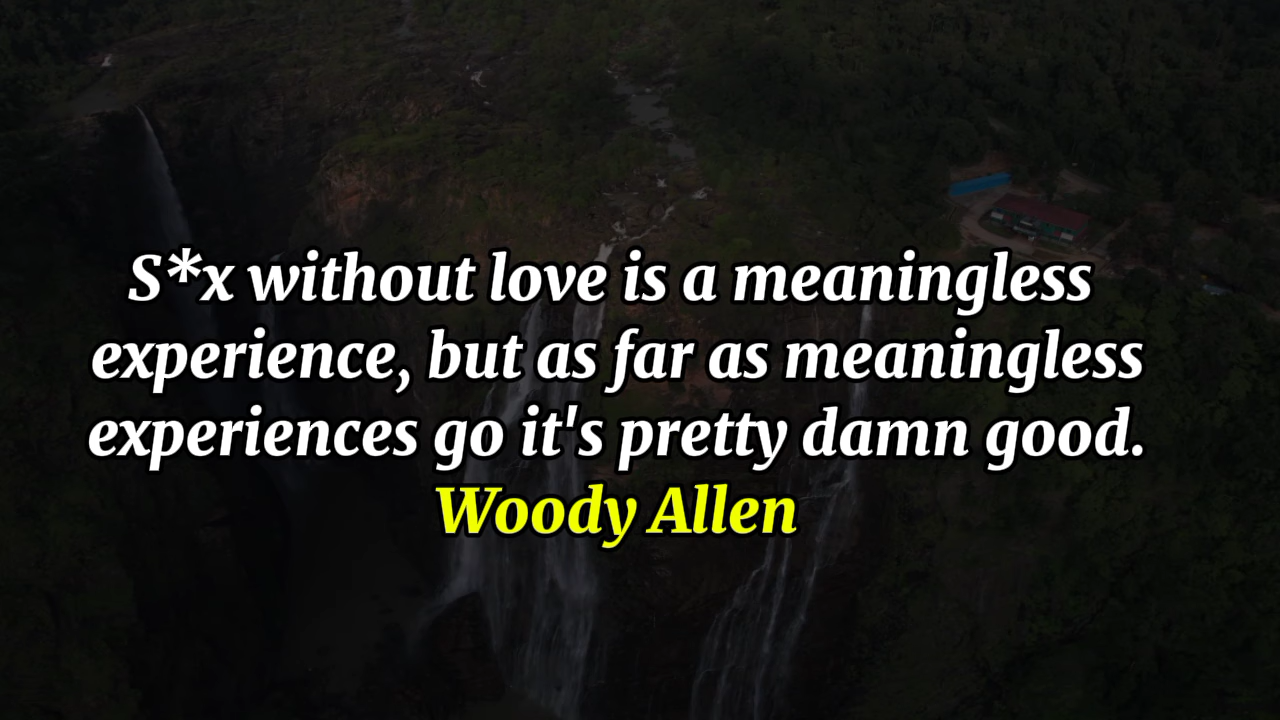 S*x without love is a meaningless
experience, but as far as meaningless
experiences go it's pretty damn good.
Woody Allen